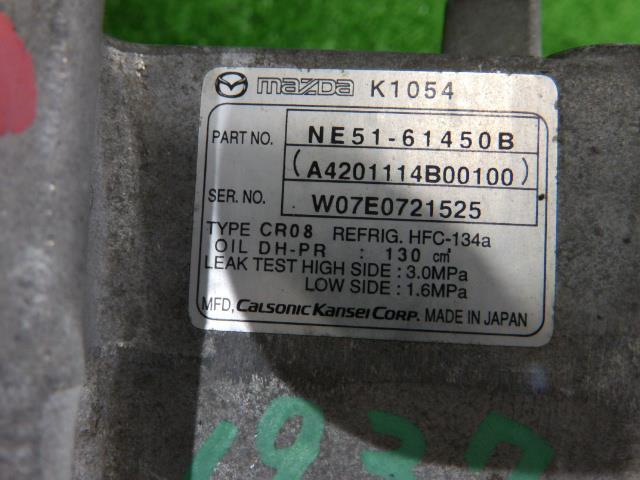 mazda K1054
PART NO. NE51-61450B
(A4201114B00100)
SER. NO. W07E0721525
TYPE CR08 REFRIG. HFC-134a
OIL DH-PR : 130 cm³
LEAK TEST HIGH SIDE : 3.0MPa
LOW SIDE : 1.6MPa
MFD, CALSONIC KANSEI CORP. MADE IN JAPAN